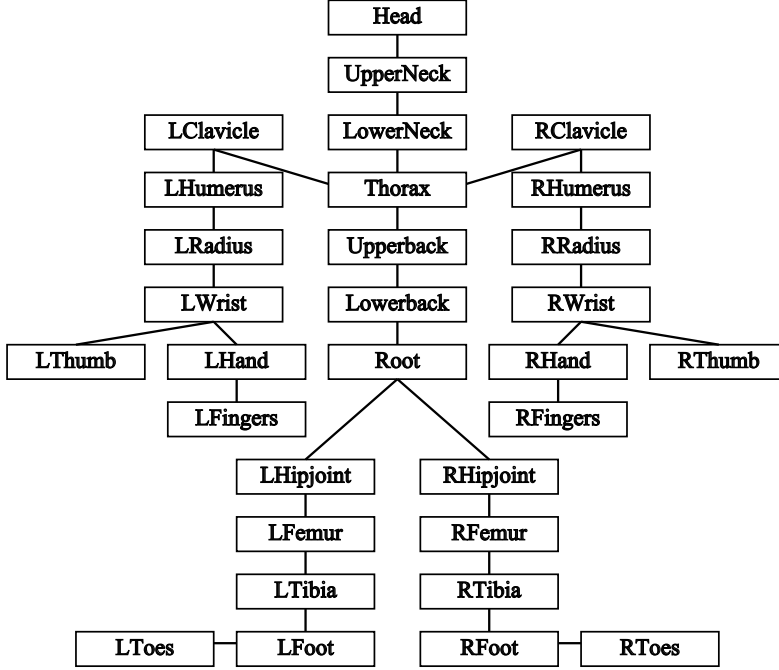 Head
UpperNeck
LClavicle LowerNeck RClavicle
LHumerus Thorax RHumerus
LRadius Upperback RRadius
LWrist Lowerback RWrist
LThumb LHand Root RHand RThumb
LFingers RFingers
LHipjoint RHipjoint
LFemur RFemur
LTibia RTibia
LToes LFoot RFoot RToes